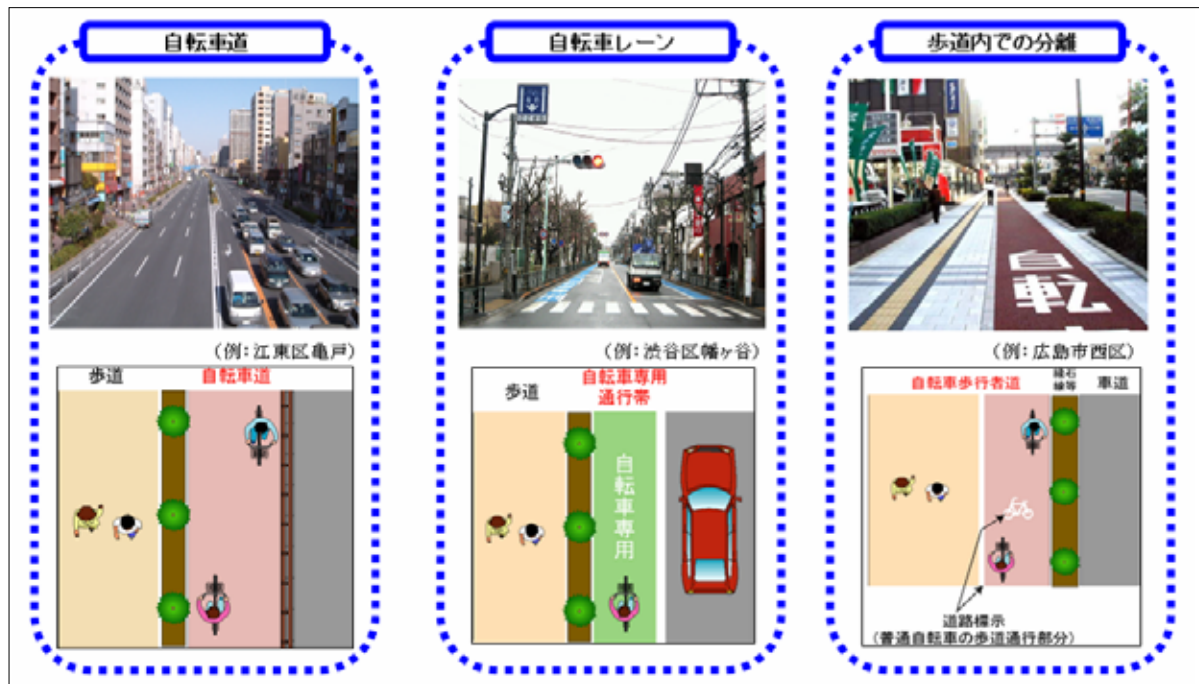 自転車道
自転車レーン
歩道内での分離
自転
(例：江東区亀戸)
(例：渋谷区幡ヶ谷)
(例：広島市西区)
歩道
自転車道
歩道
自転車専用
通行帯
自転車専用
自転車歩行者道
縁石
線等
車道
道路標示
(普通自転車の歩道通行部分)